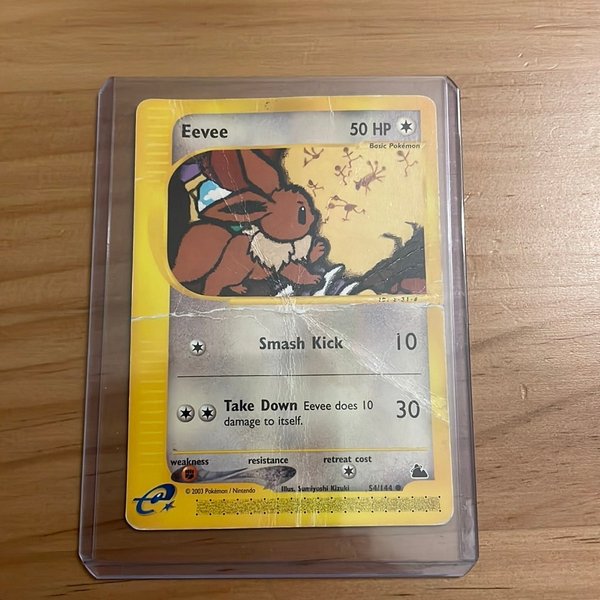 Eevee 50 HP
Basic Pokémon
Smash Kick 10
Take Down Eevee does 10 30
damage to itself.
weakness resistance retreat cost
© 2003 Pokémon / Nintendo Illus. Sumiyoshi Kizuki 54/144
e